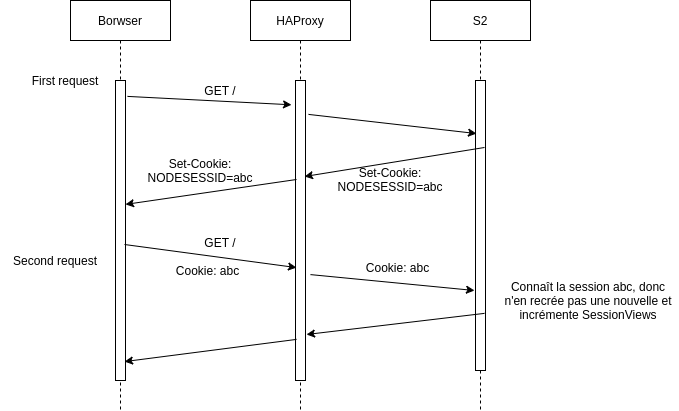 Borwser
HAProxy
S2
First request
GET /
Set-Cookie:
NODESESSID=abc
Set-Cookie:
NODESESSID=abc
GET /
Second request
Cookie: abc
Cookie: abc
Connaît la session abc, donc
n'en recrée pas une nouvelle et
incrémente SessionViews